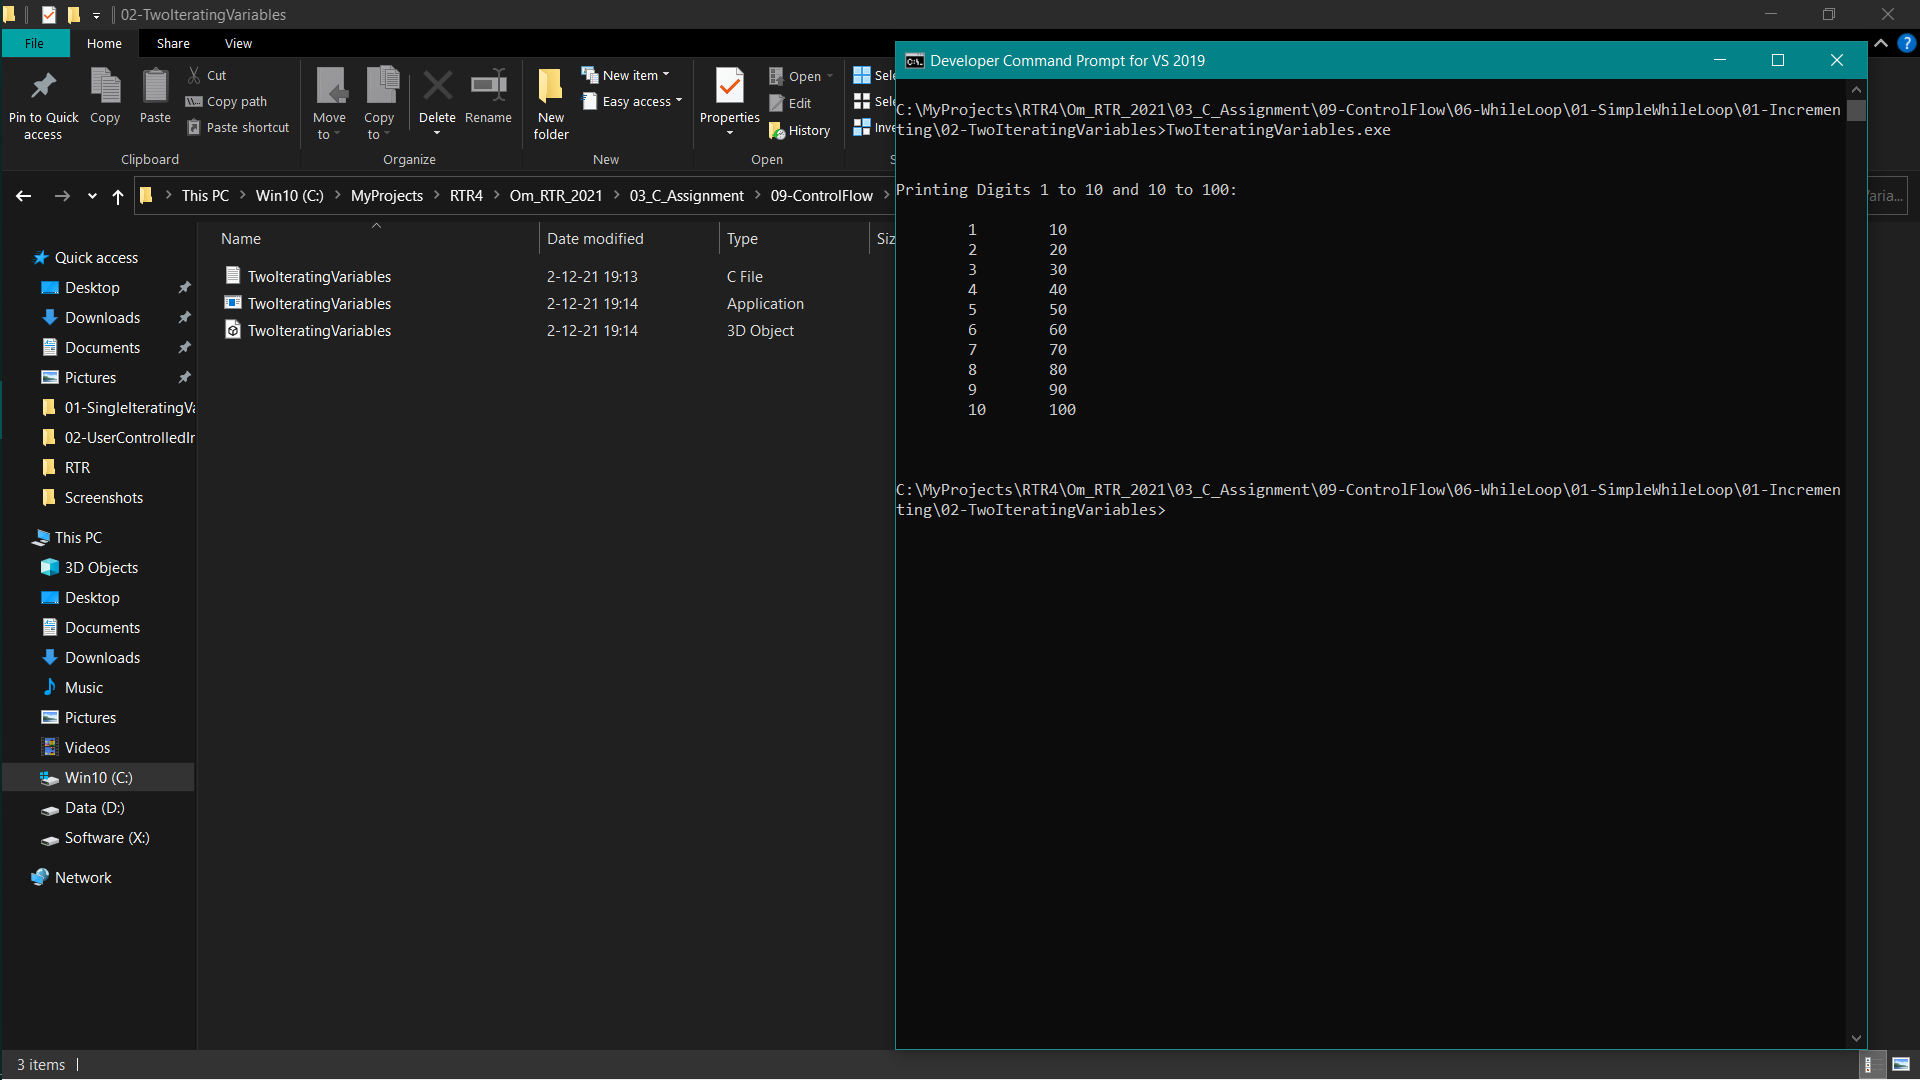 02-TwoIteratingVariables
File Home Share View
Pin to Quick access
Copy
Paste
Cut
Copy path
Paste shortcut
Clipboard
Move to
Copy to
Delete
Rename
Organize
New folder
New item
Easy access
New
Properties
Open
Edit
History
Open
Sele
Sele
Inve
S
This PC > Win10 (C:) > MyProjects > RTR4 > Om_RTR_2021 > 03_C_Assignment > 09-ControlFlow >
Varia...
Name Date modified Type Siz
TwoIteratingVariables 2-12-21 19:13 C File
TwoIteratingVariables 2-12-21 19:14 Application
TwoIteratingVariables 2-12-21 19:14 3D Object
Quick access
Desktop
Downloads
Documents
Pictures
01-SingleIteratingVa
02-UserControlledIn
RTR
Screenshots
This PC
3D Objects
Desktop
Documents
Downloads
Music
Pictures
Videos
Win10 (C:)
Data (D:)
Software (X:)
Network
3 items
Developer Command Prompt for VS 2019
C:\MyProjects\RTR4\Om_RTR_2021\03_C_Assignment\09-ControlFlow\06-WhileLoop\01-SimpleWhileLoop\01-Incremen
ting\02-TwoIteratingVariables>TwoIteratingVariables.exe
Printing Digits 1 to 10 and 10 to 100:
1 10
2 20
3 30
4 40
5 50
6 60
7 70
8 80
9 90
10 100
C:\MyProjects\RTR4\Om_RTR_2021\03_C_Assignment\09-ControlFlow\06-WhileLoop\01-SimpleWhileLoop\01-Incremen
ting\02-TwoIteratingVariables>